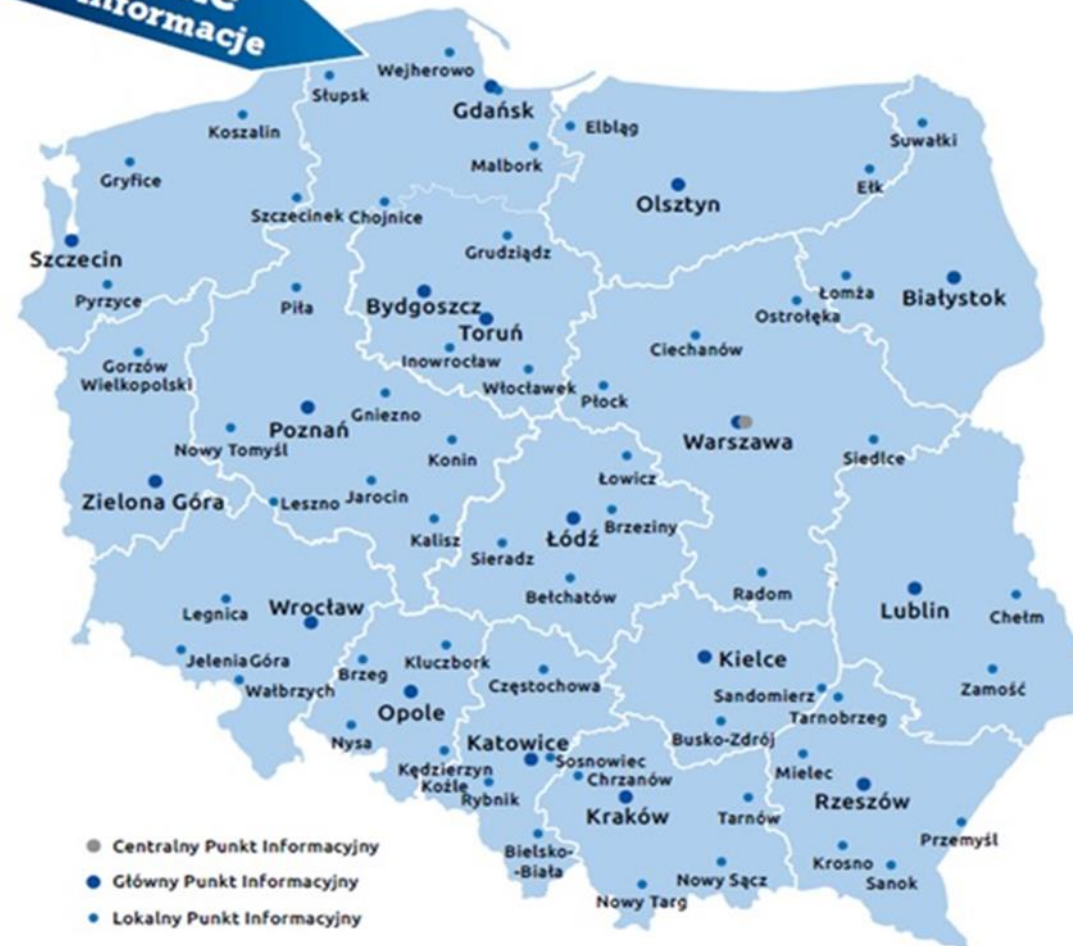 nformacje
Wejherowo
Słupsk
Gdańsk
Koszalin
Elbląg
Suwałki
Malbork
Gryfice
Ełk
Olsztyn
Szczecinek Chojnice
Szczecin
Grudziądz
Pyrzyce
Piła
Bydgoszcz
Łomża
Białystok
Ostrołęka
Toruń
Ciechanów
Inowrocław
Gorzów
Wielkopolski
Włocławek
Płock
Gniezno
Poznań
Warszawa
Nowy Tomyśl
Konin
Siedlce
Łowicz
Zielona Góra
Leszno
Jarocin
Brzeziny
Kalisz
Łódź
Sieradz
Bełchatów
Radom
Wrocław
Legnica
Lublin
Chełm
JeleniaGóra
Kluczbork
Kielce
Brzeg
Wałbrzych
Częstochowa
Sandomierz
Zamość
Opole
Tarnobrzeg
Nysa
Katowice
Busko-Zdrój
Sosnowiec
Kędzierzyn
Koźle
Chrzanów
Mielec
Rybnik
Rzeszów
Kraków
Tarnów
Przemyśl
Centralny Punkt Informacyjny
Bielsko-
-Biała
Krosno
Główny Punkt Informacyjny
Nowy Sącz
Sanok
Nowy Targ
Lokalny Punkt Informacyjny